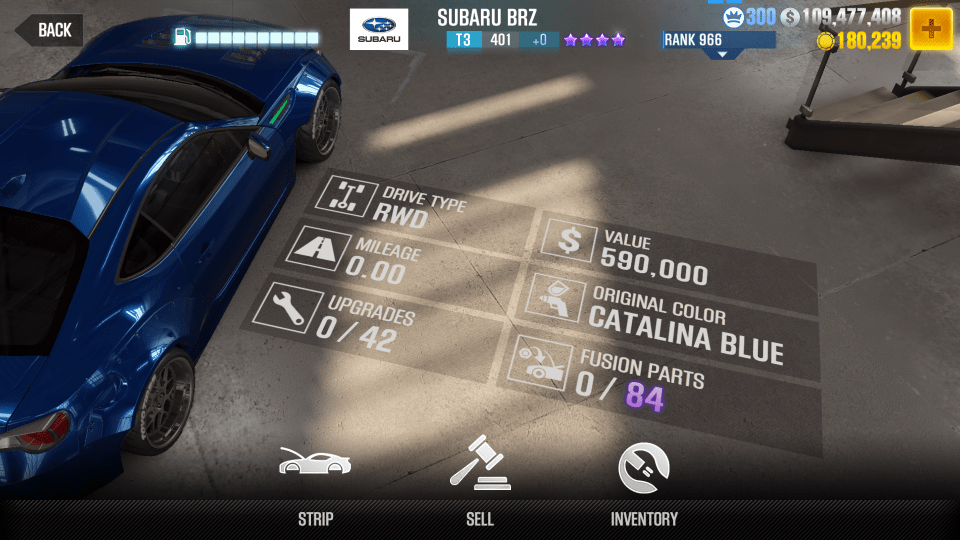 BACK
SUBARU
SUBARU BRZ
T3 401 +0
300 109,477,408
RANK 966
180,239
DRIVE TYPE
RWD
MILEAGE
0.00
UPGRADES
0 / 42
VALUE
590,000
ORIGINAL COLOR
CATALINA BLUE
FUSION PARTS
0 / 84
STRIP
SELL
INVENTORY